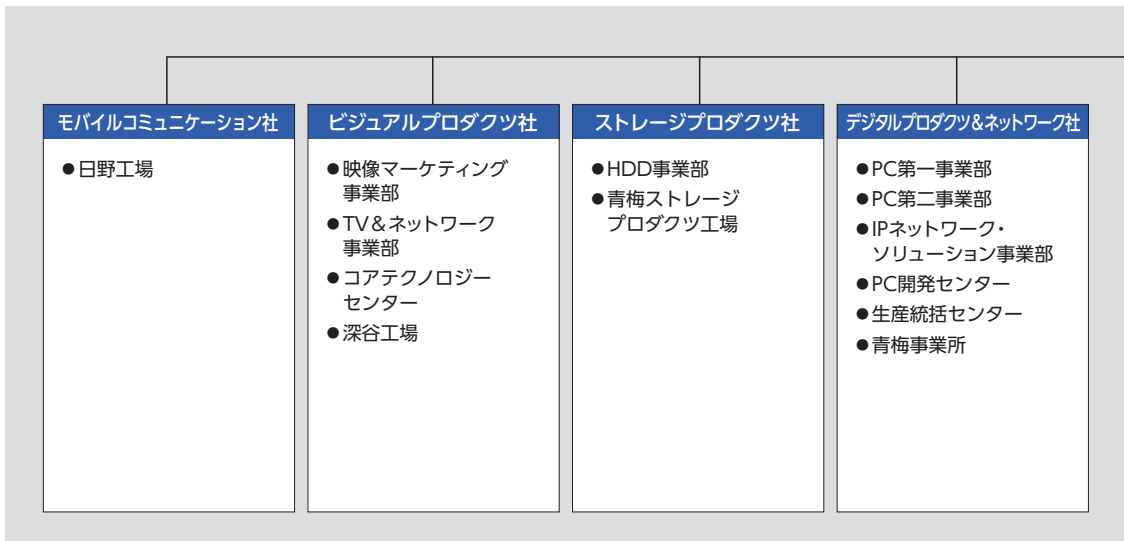 モバイルコミュニケーション社
●日野工場
ビジュアルプロダクツ社
●映像マーケティング
事業部
●TV&ネットワーク
事業部
●コアテクノロジー
センター
●深谷工場
ストレージプロダクツ社
●HDD事業部
●青梅ストレージ
プロダクツ工場
デジタルプロダクツ&ネットワーク社
●PC第一事業部
●PC第二事業部
●IPネットワーク・
ソリューション事業部
●PC開発センター
●生産統括センター
●青梅事業所